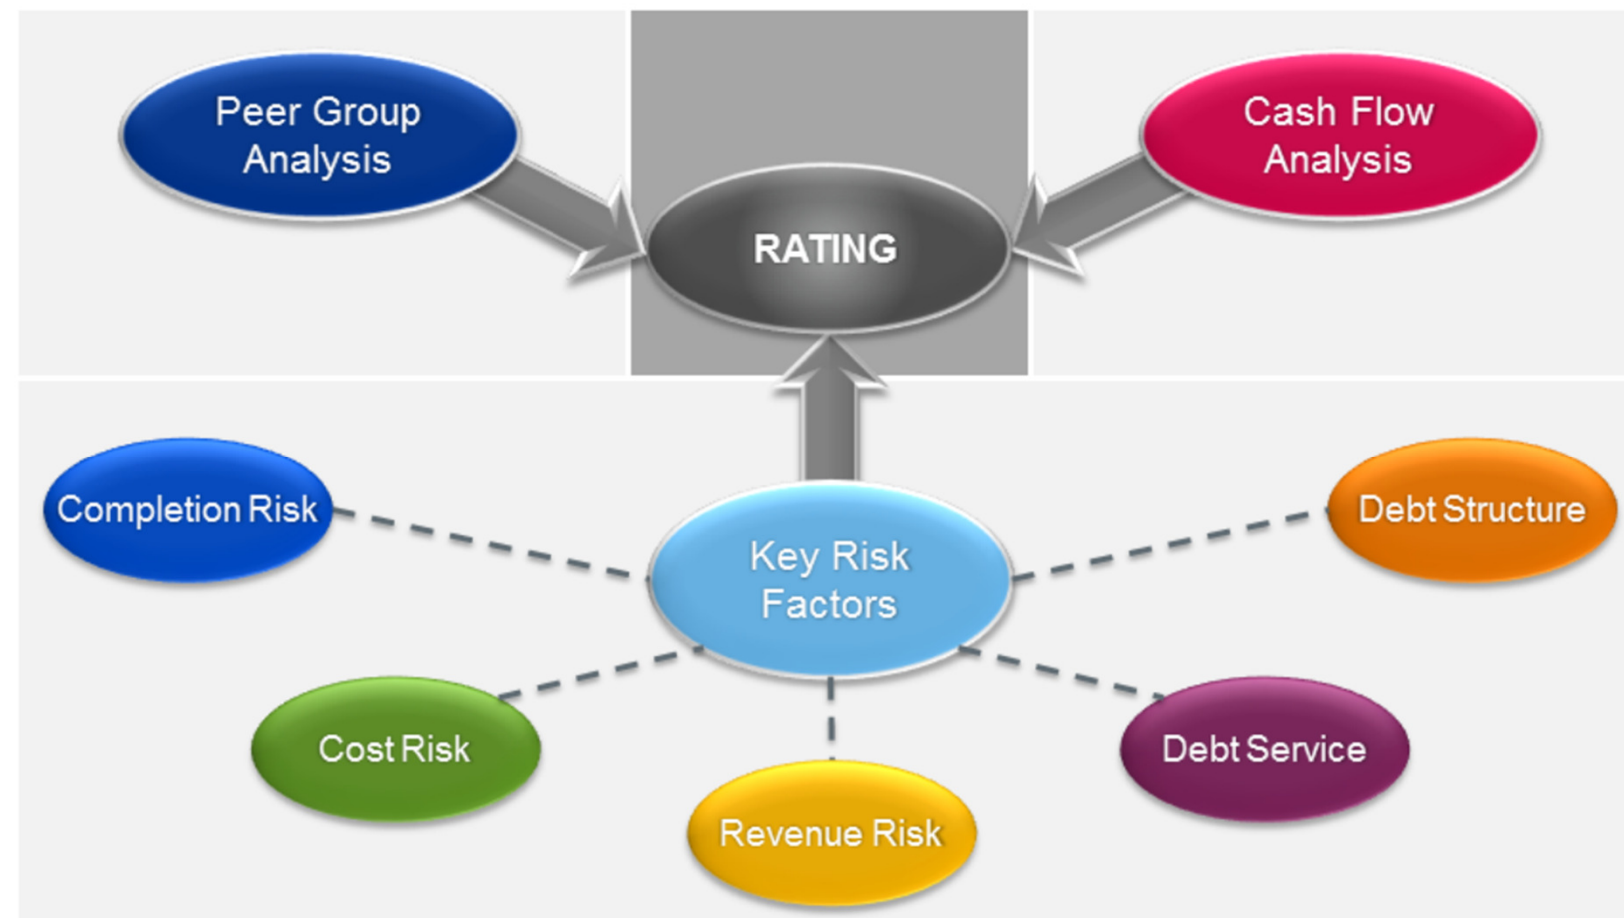 Peer Group
Analysis
Cash Flow
Analysis
RATING
Completion Risk
Debt Structure
Key Risk
Factors
Cost Risk
Debt Service
Revenue Risk